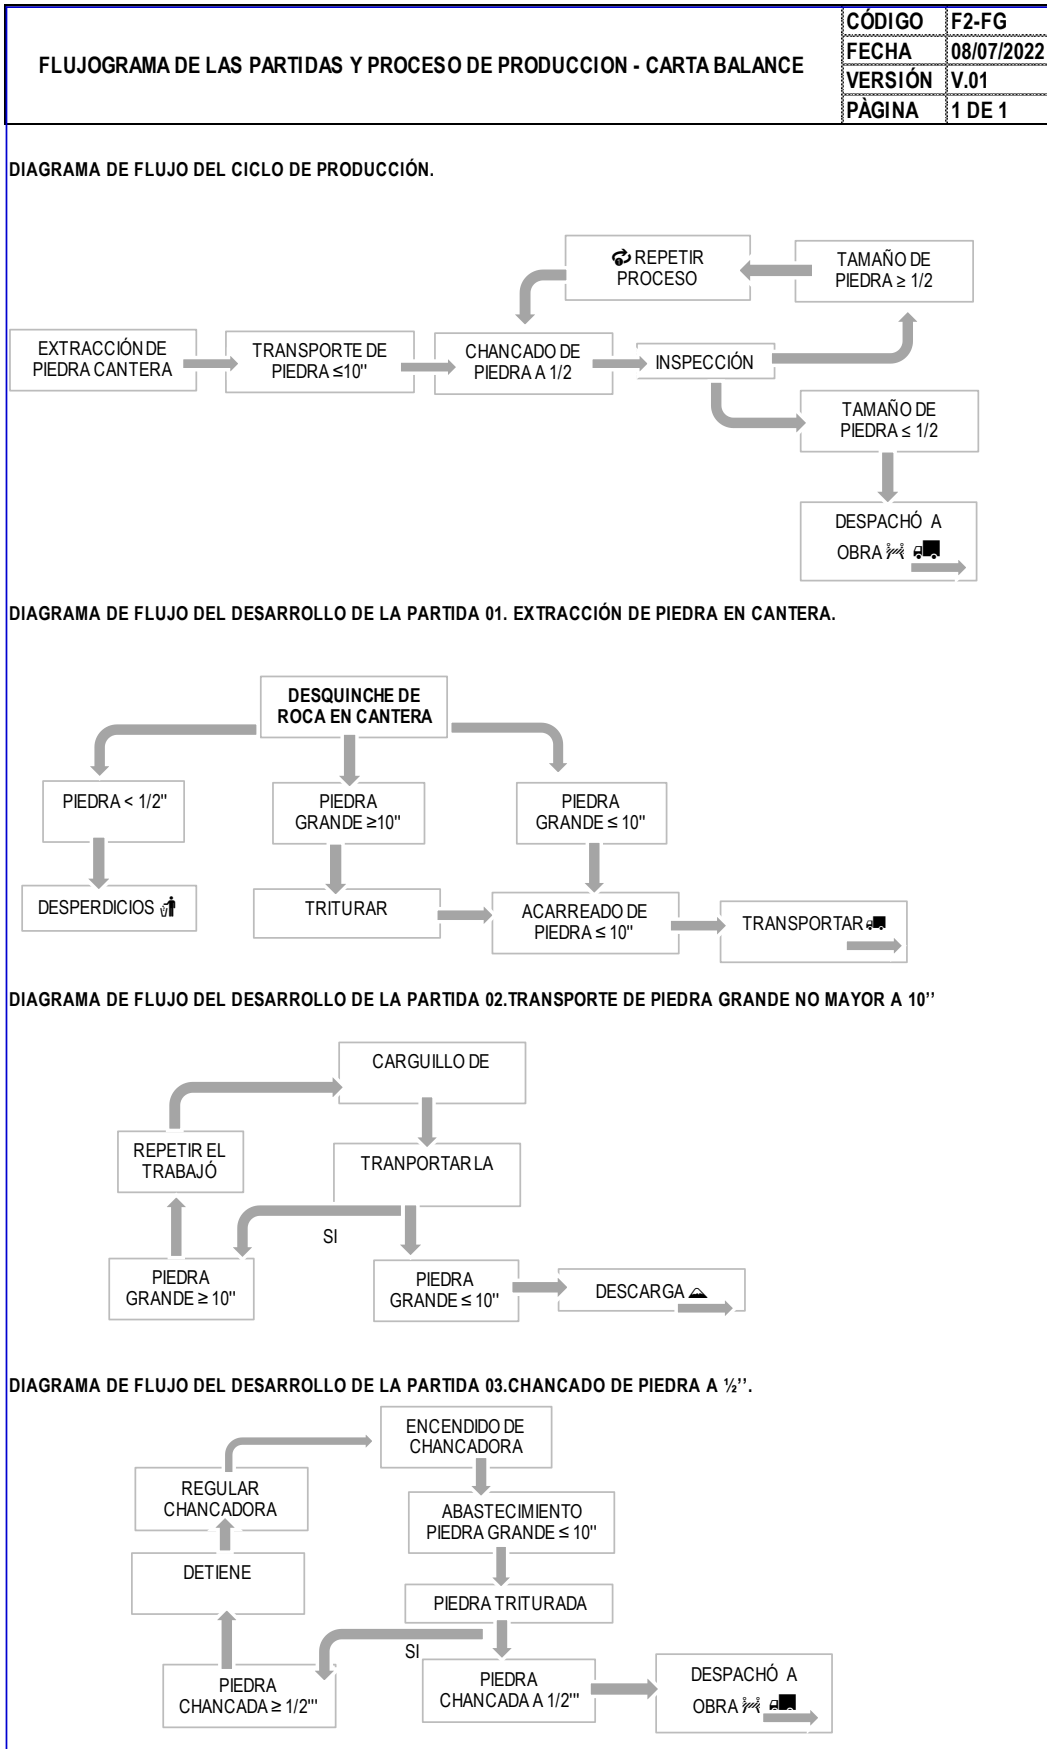 FLUJOGRAMA DE LAS PARTIDAS Y PROCESO DE PRODUCCION - CARTA BALANCE
CÓDIGO F2-FG
FECHA 08/07/2022
VERSIÓN V.01
PÀGINA 1 DE 1
DIAGRAMA DE FLUJO DEL CICLO DE PRODUCCIÓN.
REPETIR
PROCESO
TAMAÑO DE
PIEDRA ≥ 1/2
EXTRACCIÓN DE
PIEDRA CANTERA
TRANSPORTE DE
PIEDRA ≤10"
CHANCADO DE
PIEDRA A 1/2
INSPECCIÓN
TAMAÑO DE
PIEDRA ≤ 1/2
DESPACHÓ A
OBRA
DIAGRAMA DE FLUJO DEL DESARROLLO DE LA PARTIDA 01. EXTRACCIÓN DE PIEDRA EN CANTERA.
DESQUINCHE DE
ROCA EN CANTERA
PIEDRA < 1/2"
PIEDRA
GRANDE ≥10"
PIEDRA
GRANDE ≤ 10"
DESPERDICIOS
TRITURAR
ACARREADO DE
PIEDRA ≤ 10"
TRANSPORTAR
DIAGRAMA DE FLUJO DEL DESARROLLO DE LA PARTIDA 02.TRANSPORTE DE PIEDRA GRANDE NO MAYOR A 10’’
CARGUILLO DE
REPETIR EL
TRABAJÓ
TRANPORTAR LA
SI
PIEDRA
GRANDE ≥ 10"
PIEDRA
GRANDE ≤ 10"
DESCARGA
DIAGRAMA DE FLUJO DEL DESARROLLO DE LA PARTIDA 03.CHANCADO DE PIEDRA A ½’’.
ENCENDIDO DE
CHANCADORA
REGULAR
CHANCADORA
ABASTECIMIENTO
PIEDRA GRANDE ≤ 10"
DETIENE
PIEDRA TRITURADA
SI
PIEDRA
CHANCADA ≥ 1/2"'
PIEDRA
CHANCADA A 1/2"'
DESPACHÓ A
OBRA